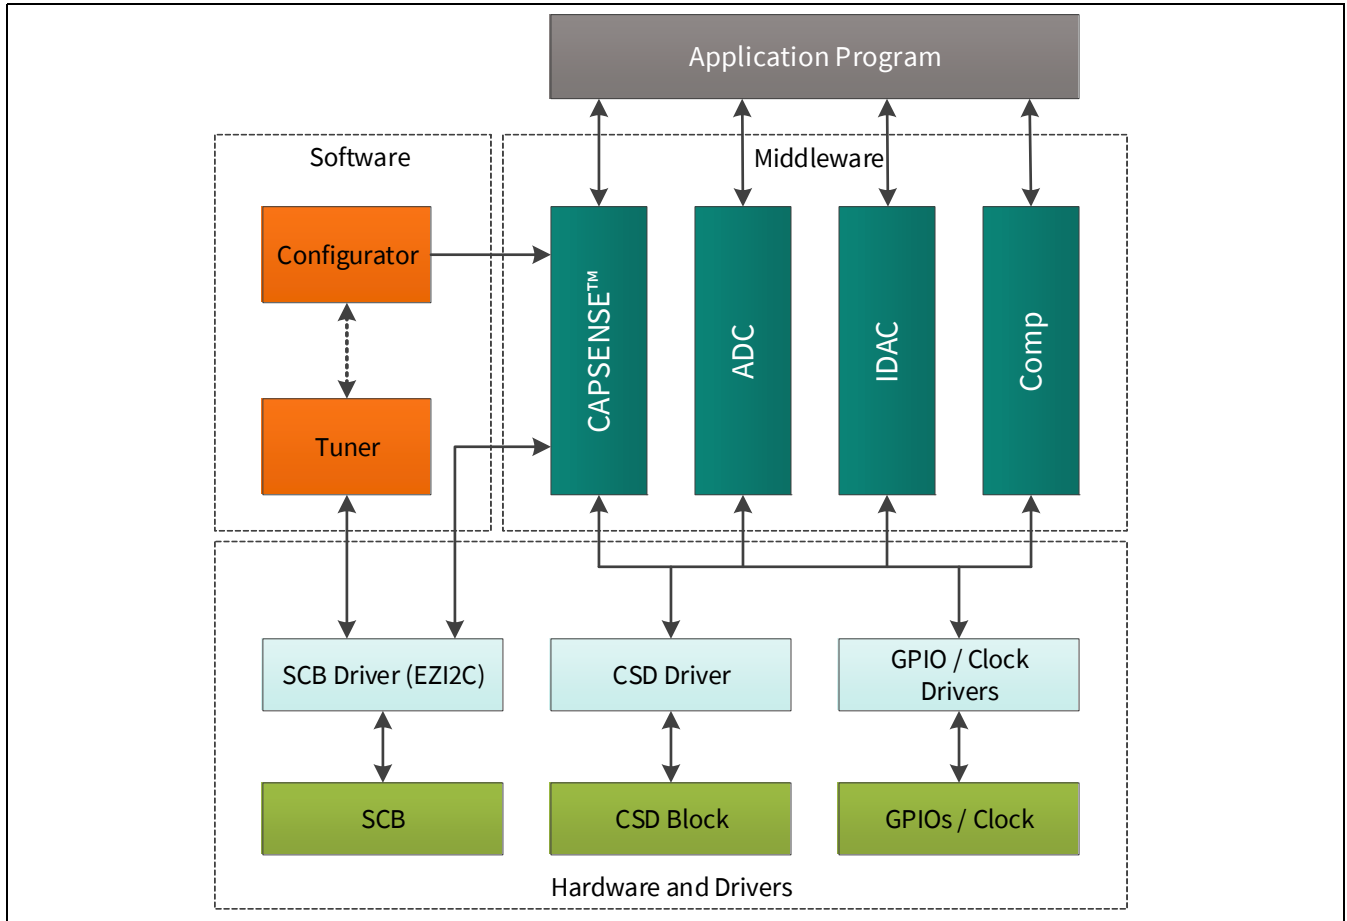 Application Program
Software
Middleware
Configurator
Tuner
CAPSENSE™
ADC
IDAC
Comp
SCB Driver (EZI2C)
CSD Driver
GPIO / Clock
Drivers
SCB
CSD Block
GPIOs / Clock
Hardware and Drivers